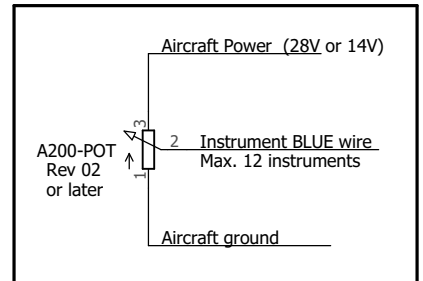 Aircraft Power (28V or 14V)
3
2 Instrument BLUE wire
Max. 12 instruments
A200-POT
Rev 02
or later
1
Aircraft ground